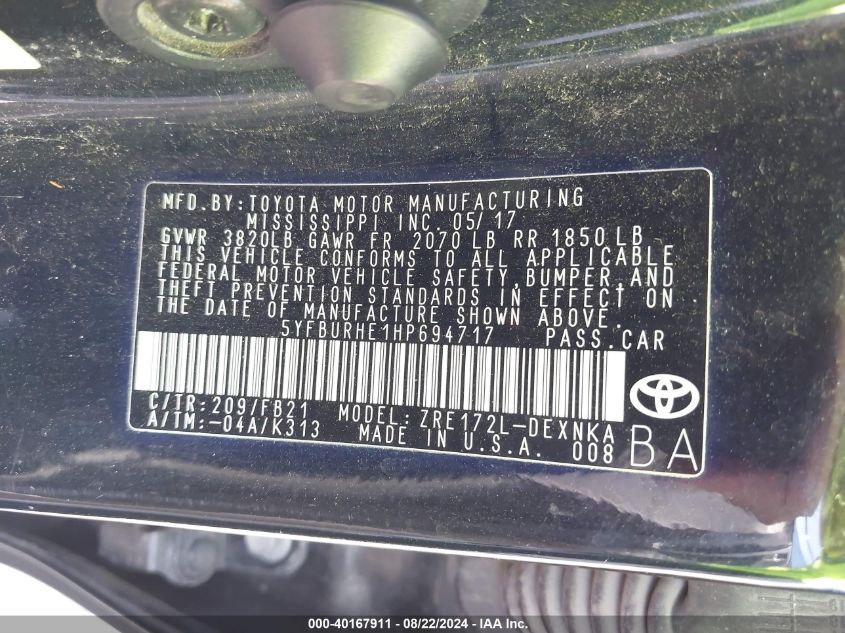 MFD.BY:TOYOTA MOTOR MANUFACTURING
MISSISSIPPI INC. 05/17
GVWR 3820LB GAWR FR 2070 LB RR 1850 LB
THIS VEHICLE CONFORMS TO ALL APPLICABLE
FEDERAL MOTOR VEHICLE SAFETY,BUMPER,AND
THEFT PREVENTION STANDARDS IN EFFECT ON
THE DATE OF MANUFACTURE SHOWN ABOVE.
5YFBURHE1HP694717 PASS.CAR
C/TR:209/FB21 MODEL:ZRE172L-DEXNKA
A/TM:-04A/K313 MADE IN U.S.A. 008
BA
000-40167911 - 08/22/2024 - IAA, Inc.